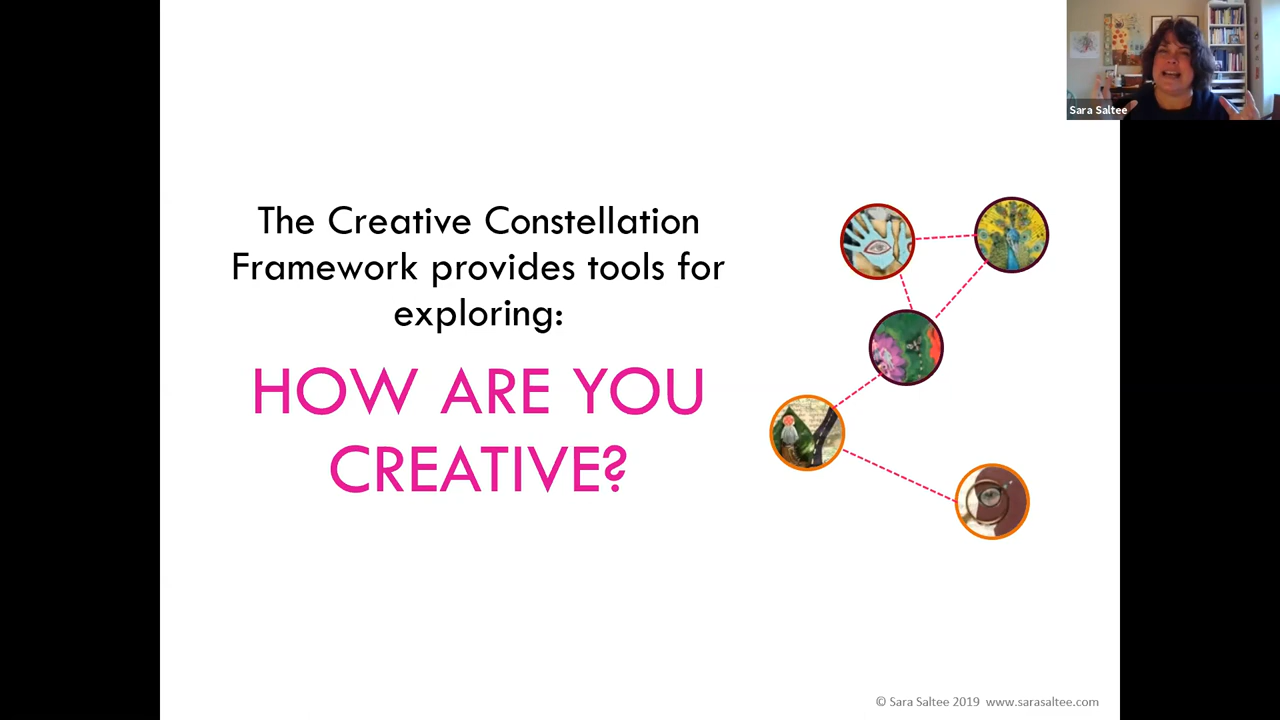 Sara Saltee
The Creative Constellation
Framework provides tools for
exploring:
HOW ARE YOU
CREATIVE?
© Sara Saltee 2019 www.sarasaltee.com